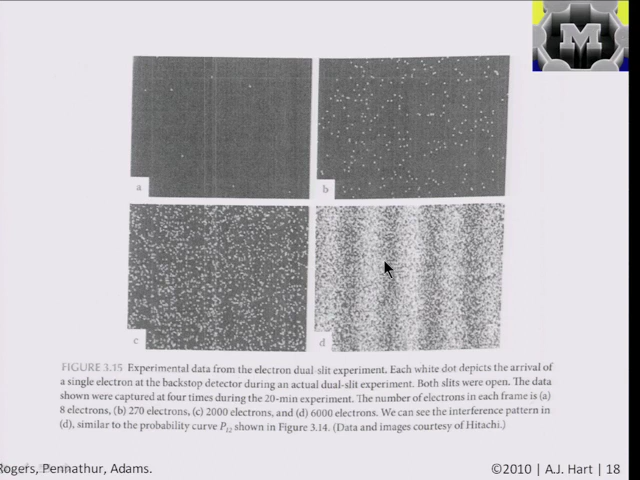 M
a
b
c
d
FIGURE 3.15 Experimental data from the electron dual-slit experiment. Each white dot depicts the arrival of
a single electron at the backstop detector during an actual dual-slit experiment. Both slits were open. The data
shown were captured at four times during the 20-min experiment. The number of electrons in each frame is (a)
8 electrons, (b) 270 electrons, (c) 2000 electrons, and (d) 6000 electrons. We can see the interference pattern in
(d), similar to the probability curve P12 shown in Figure 3.14. (Data and images courtesy of Hitachi.)
Rogers, Pennathur, Adams.
©2010 | A.J. Hart | 18